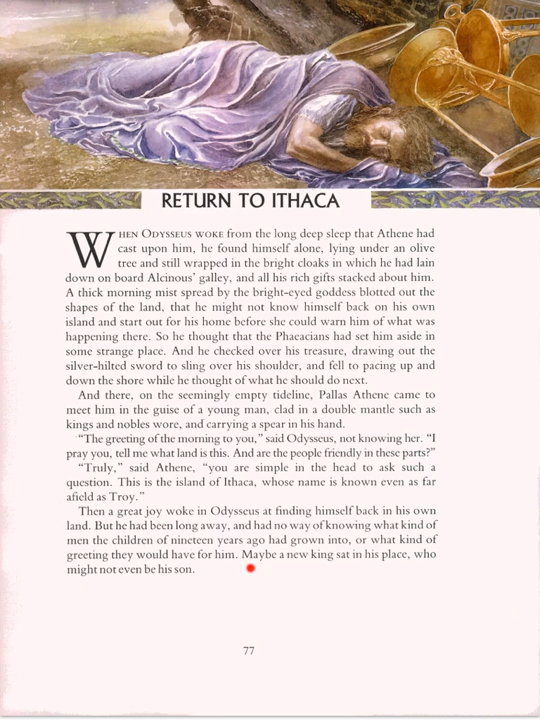 RETURN TO ITHACA
WHEN ODYSSEUS WOKE from the long deep sleep that Athene had
cast upon him, he found himself alone, lying under an olive
tree and still wrapped in the bright cloaks in which he had lain
down on board Alcinous' galley, and all his rich gifts stacked about him.
A thick morning mist spread by the bright-eyed goddess blotted out the
shapes of the land, that he might not know himself back on his own
island and start out for his home before she could warn him of what was
happening there. So he thought that the Phaeacians had set him aside in
some strange place. And he checked over his treasure, drawing out the
silver-hilted sword to sling over his shoulder, and fell to pacing up and
down the shore while he thought of what he should do next.
And there, on the seemingly empty tideline, Pallas Athene came to
meet him in the guise of a young man, clad in a double mantle such as
kings and nobles wore, and carrying a spear in his hand.
"The greeting of the morning to you," said Odysseus, not knowing her. "I
pray you, tell me what land is this. And are the people friendly in these parts?"
"Truly," said Athene, "you are simple in the head to ask such a
question. This is the island of Ithaca, whose name is known even as far
afield as Troy."
Then a great joy woke in Odysseus at finding himself back in his own
land. But he had been long away, and had no way of knowing what kind of
men the children of nineteen years ago had grown into, or what kind of
greeting they would have for him. Maybe a new king sat in his place, who
might not even be his son.
77